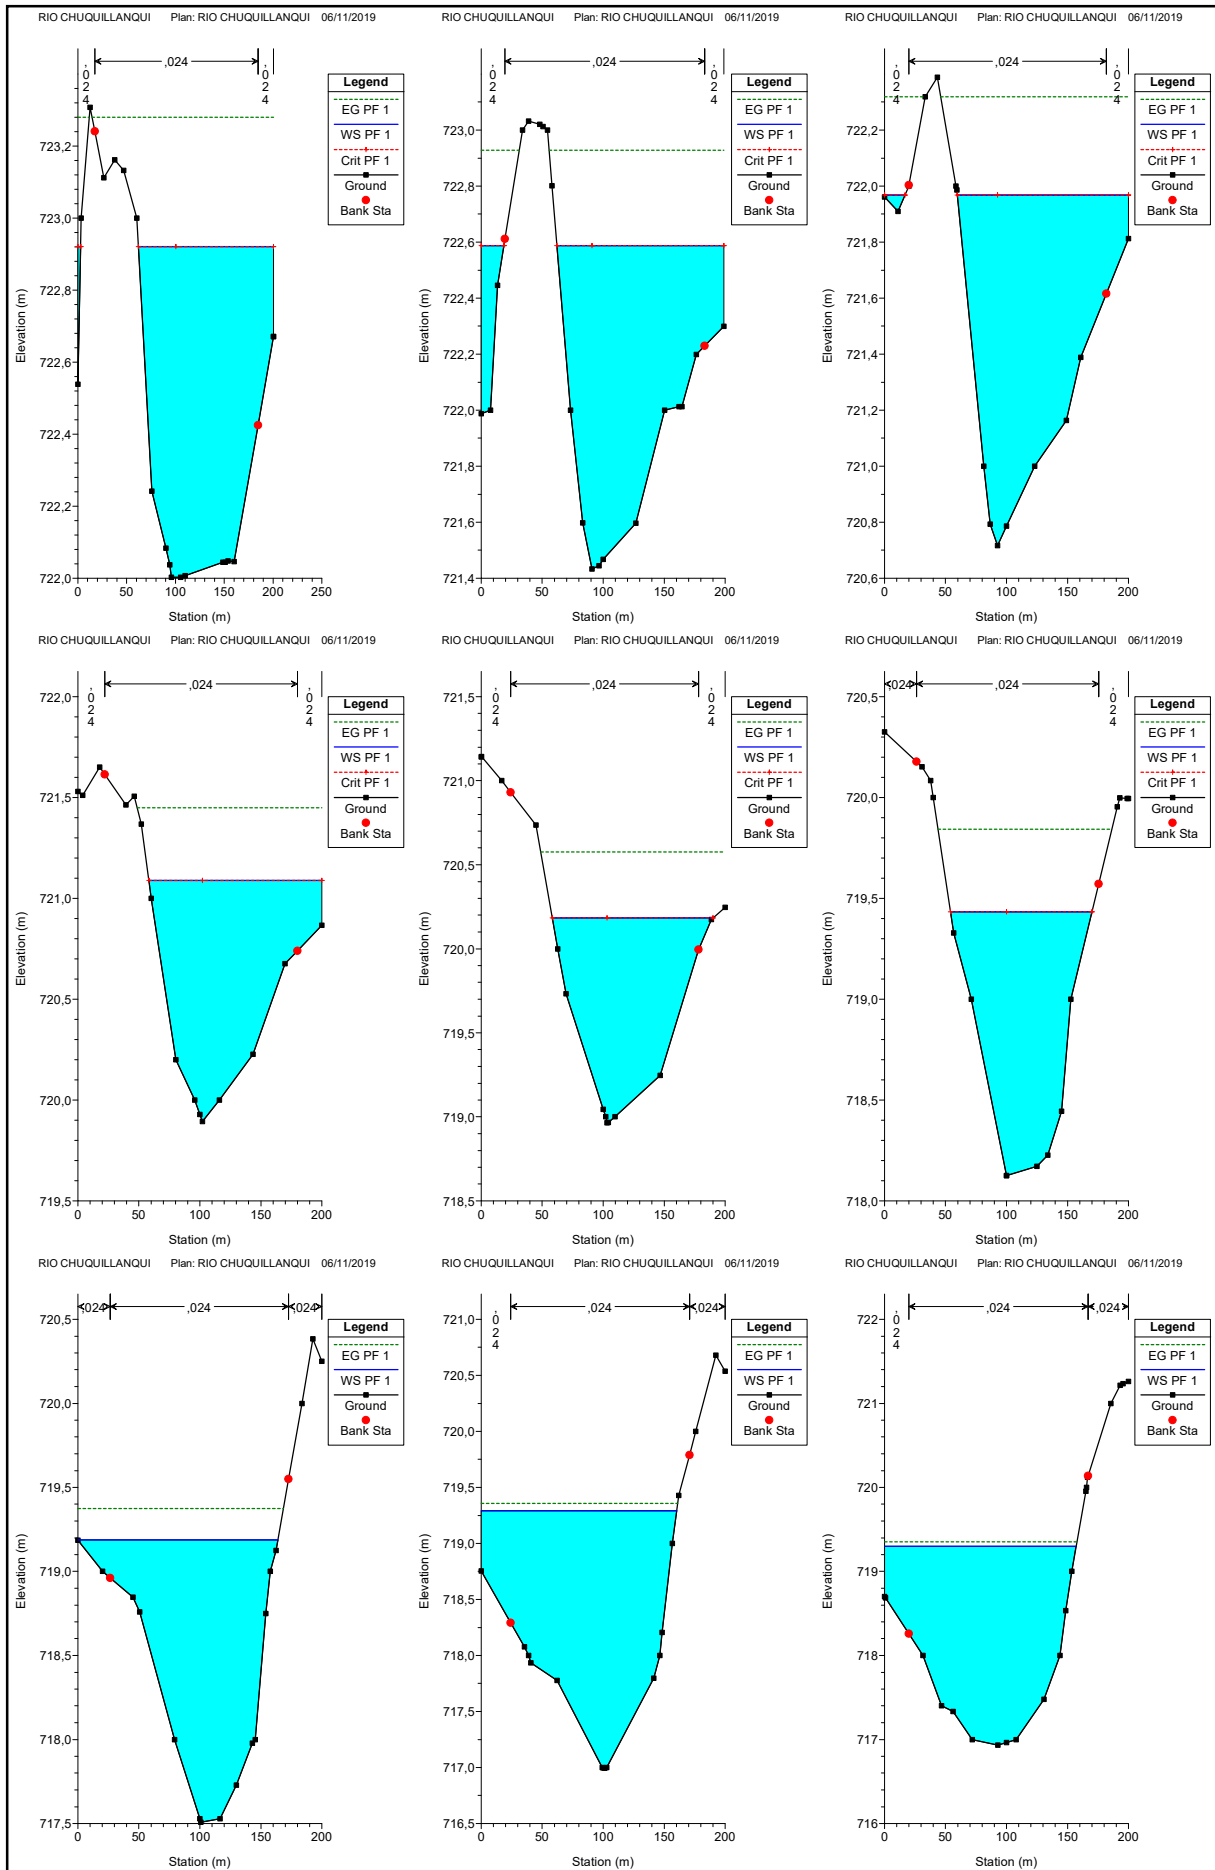 RIO CHUQUILLANQUI Plan: RIO CHUQUILLANQUI 06/11/2019
,024
,024
,024
Legend
EG PF 1
WS PF 1
Crit PF 1
Ground
Bank Sta
723,2
723,0
722,8
722,6
722,4
722,2
722,0
Elevation (m)
0 50 100 150 200 250
Station (m)
RIO CHUQUILLANQUI Plan: RIO CHUQUILLANQUI 06/11/2019
,024
,024
,024
Legend
EG PF 1
WS PF 1
Crit PF 1
Ground
Bank Sta
723,0
722,8
722,6
722,4
722,2
722,0
721,8
721,6
721,4
Elevation (m)
0 50 100 150 200
Station (m)
RIO CHUQUILLANQUI Plan: RIO CHUQUILLANQUI 06/11/2019
,024
,024
,024
Legend
EG PF 1
WS PF 1
Crit PF 1
Ground
Bank Sta
722,2
722,0
721,8
721,6
721,4
721,2
721,0
720,8
720,6
Elevation (m)
0 50 100 150 200
Station (m)
RIO CHUQUILLANQUI Plan: RIO CHUQUILLANQUI 06/11/2019
,024
,024
,024
Legend
EG PF 1
WS PF 1
Crit PF 1
Ground
Bank Sta
722,0
721,5
721,0
720,5
720,0
719,5
Elevation (m)
0 50 100 150 200
Station (m)
RIO CHUQUILLANQUI Plan: RIO CHUQUILLANQUI 06/11/2019
,024
,024
,024
Legend
EG PF 1
WS PF 1
Crit PF 1
Ground
Bank Sta
721,5
721,0
720,5
720,0
719,5
719,0
718,5
Elevation (m)
0 50 100 150 200
Station (m)
RIO CHUQUILLANQUI Plan: RIO CHUQUILLANQUI 06/11/2019
,024
,024
,024
Legend
EG PF 1
WS PF 1
Crit PF 1
Ground
Bank Sta
720,5
720,0
719,5
719,0
718,5
718,0
Elevation (m)
0 50 100 150 200
Station (m)
RIO CHUQUILLANQUI Plan: RIO CHUQUILLANQUI 06/11/2019
,024
,024
,024
Legend
EG PF 1
WS PF 1
Ground
Bank Sta
720,5
720,0
719,5
719,0
718,5
718,0
717,5
Elevation (m)
0 50 100 150 200
Station (m)
RIO CHUQUILLANQUI Plan: RIO CHUQUILLANQUI 06/11/2019
,024
,024
,024
Legend
EG PF 1
WS PF 1
Ground
Bank Sta
721,0
720,5
720,0
719,5
719,0
718,5
718,0
717,5
717,0
716,5
Elevation (m)
0 50 100 150 200
Station (m)
RIO CHUQUILLANQUI Plan: RIO CHUQUILLANQUI 06/11/2019
,024
,024
,024
Legend
EG PF 1
WS PF 1
Ground
Bank Sta
722
721
720
719
718
717
716
Elevation (m)
0 50 100 150 200
Station (m)